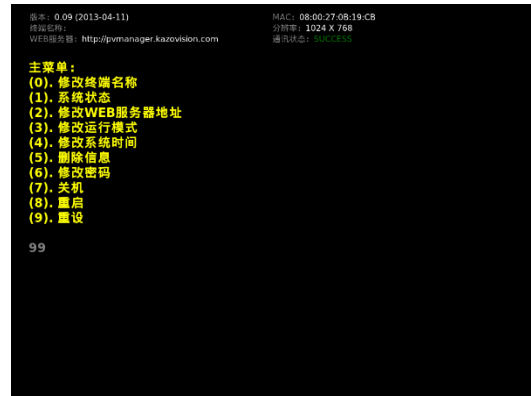 版本: 0.09 (2013-04-11)
MAC: 08:00:27:0B:19:CB
终端名称:
分辨率: 1024 X 768
WEB服务器: http://pvmanager.kazovision.com
通讯状态: SUCCESS
主菜单:
(0). 修改终端名称
(1). 系统状态
(2). 修改WEB服务器地址
(3). 修改运行模式
(4). 修改系统时间
(5). 删除信息
(6). 修改密码
(7). 关机
(8). 重启
(9). 重设
99